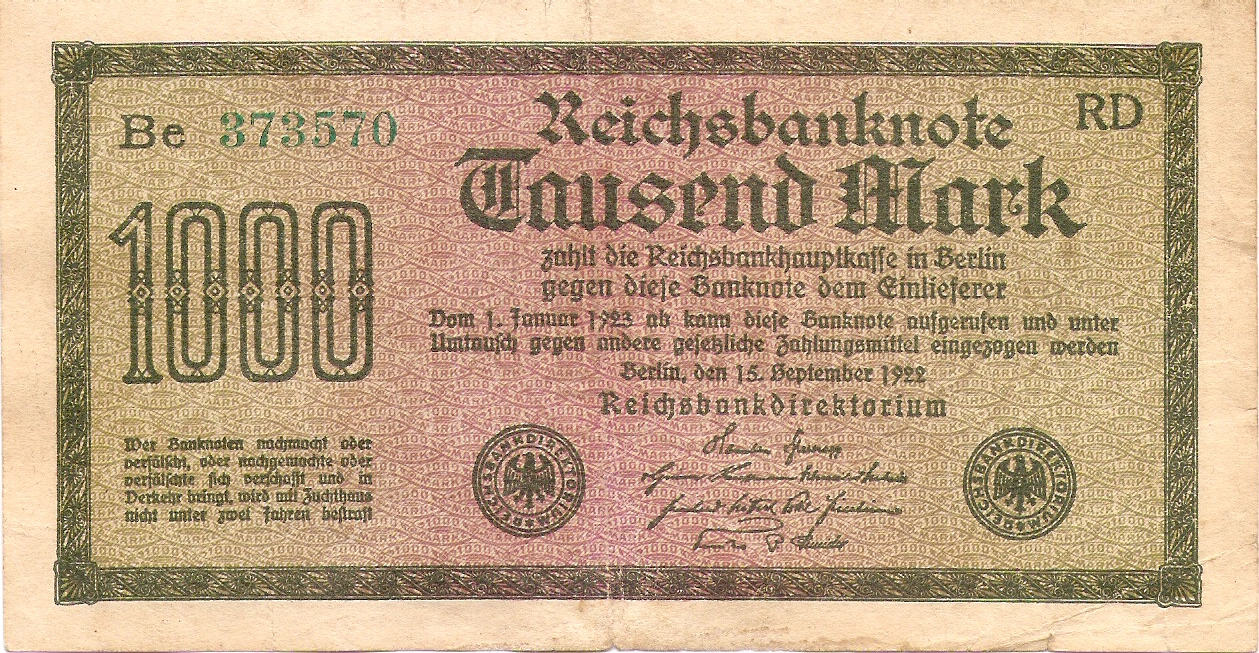 Be 373570
RD
Reichsbanknote
Tausend Mark
1000
zahlt die Reichsbankhauptkasse in Berlin
gegen diese Banknote dem Einlieferer
Vom 1. Januar 1923 ab kann diese Banknote aufgerufen und unter
Umtausch gegen andere gesetzliche Zahlungsmittel eingezogen werden
Berlin, den 15. September 1922
Reichsbankdirektorium
Wer Banknoten nachmacht oder
verfälscht, oder nachgemachte oder
verfälschte sich verschafft und in
Verkehr bringt, wird mit Zuchthaus
nicht unter zwei Jahren bestraft
REICHSBANKDIREKTORIUM
REICHSBANKDIREKTORIUM